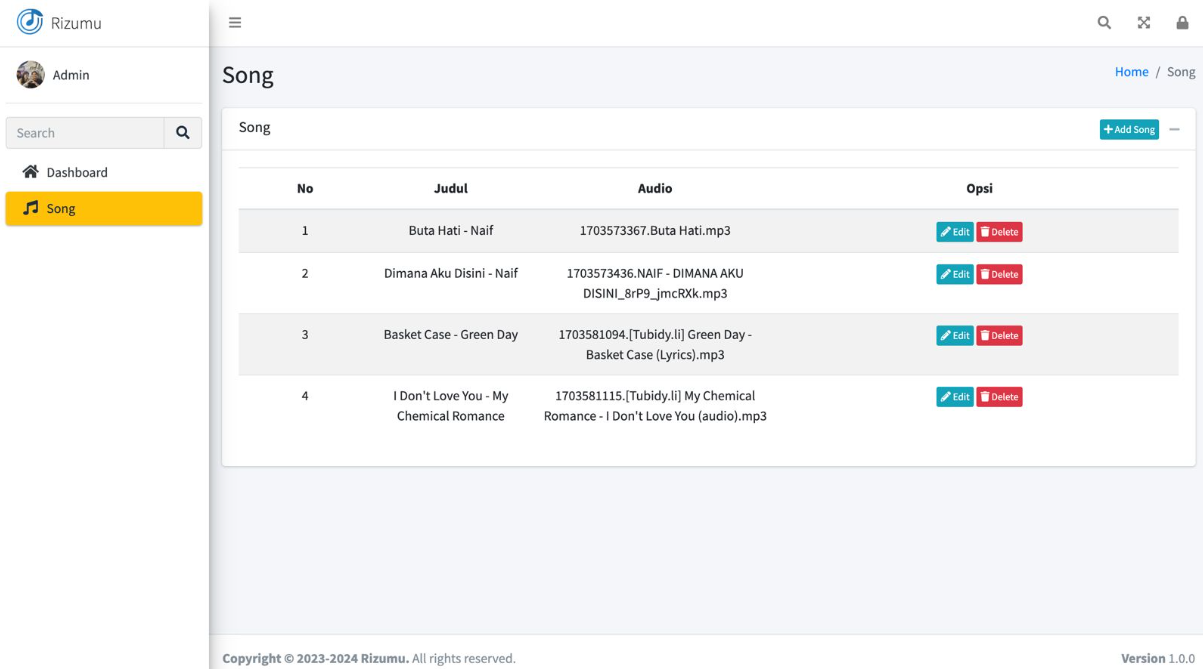 Rizumu
Admin
Search
Dashboard
Song
Song
Home / Song
Song
Add Song
No Judul Audio Opsi
1 Buta Hati - Naif 1703573367.Buta Hati.mp3 Edit Delete
2 Dimana Aku Disini - Naif 1703573436.NAIF - DIMANA AKU Edit Delete
DISINI_8rP9_jmcRXk.mp3
3 Basket Case - Green Day 1703581094.[Tubidy.li] Green Day - Edit Delete
Basket Case (Lyrics).mp3
4 I Don't Love You - My 1703581115.[Tubidy.li] My Chemical Edit Delete
Chemical Romance Romance - I Don't Love You (audio).mp3
Copyright © 2023-2024 Rizumu. All rights reserved.
Version 1.0.0